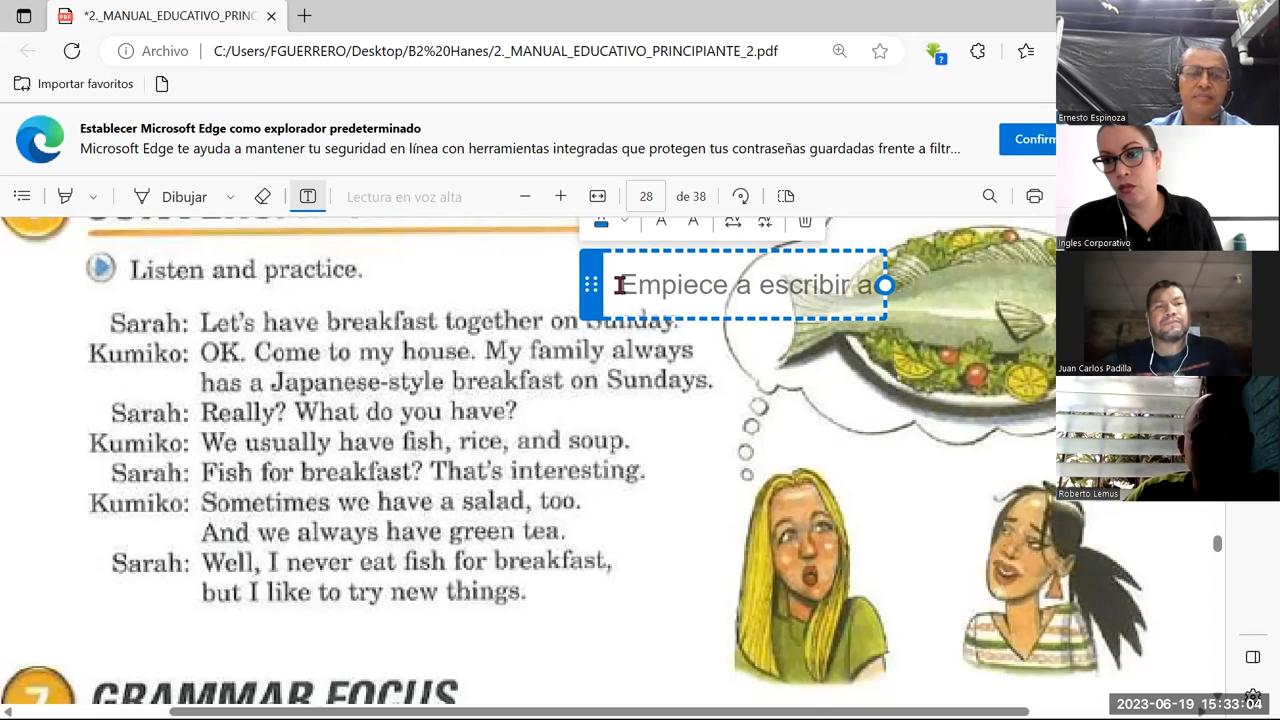 *2._MANUAL_EDUCATIVO_PRINC
Archivo
C:/Users/FGUERRERO/Desktop/B2%20Hanes/2._MANUAL_EDUCATIVO_PRINCIPIANTE_2.pdf
Importar favoritos
Establecer Microsoft Edge como explorador predeterminado
Microsoft Edge te ayuda a mantener tu seguridad en línea con herramientas integradas que protegen tus contraseñas guardadas frente a filtr...
Confirm
Dibujar
Lectura en voz alta
28
de 38
Listen and practice.
Empiece a escribir a
Sarah: Let's have breakfast together on Sunday.
Kumiko: OK. Come to my house. My family always
has a Japanese-style breakfast on Sundays.
Sarah: Really? What do you have?
Kumiko: We usually have fish, rice, and soup.
Sarah: Fish for breakfast? That's interesting.
Kumiko: Sometimes we have a salad, too.
And we always have green tea.
Sarah: Well, I never eat fish for breakfast,
but I like to try new things.
7 GRAMMAR FOCUS
Ernesto Espinoza
Ingles Corporativo
Juan Carlos Padilla
Roberto Lemus
2023-06-19 15:33:04